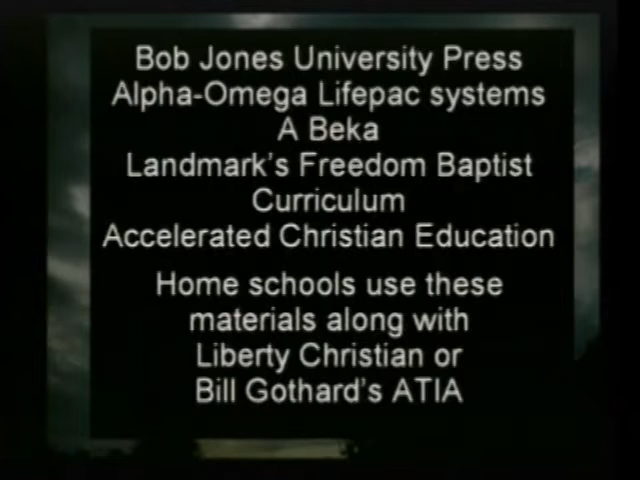 Bob Jones University Press
Alpha-Omega Lifepac systems
A Beka
Landmark's Freedom Baptist
Curriculum
Accelerated Christian Education
Home schools use these
materials along with
Liberty Christian or
Bill Gothard's ATIA